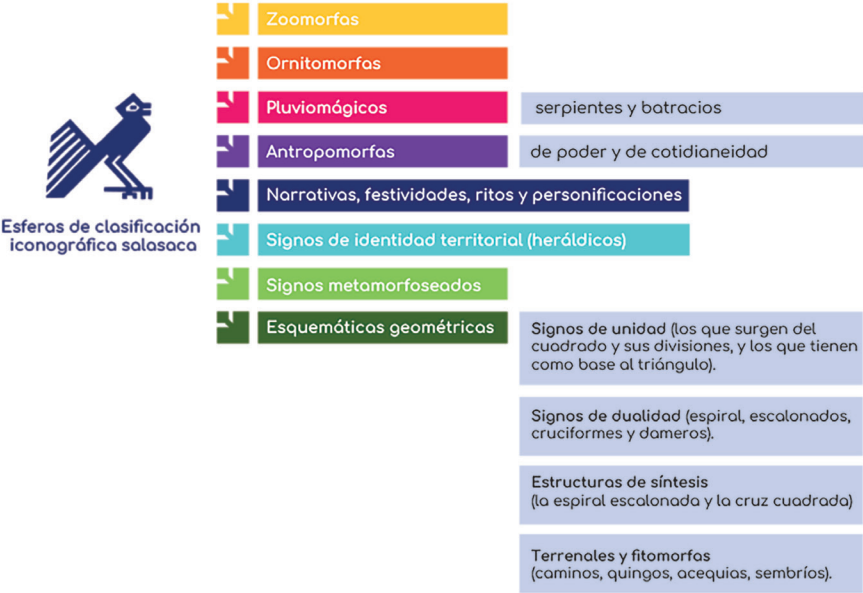 Esferas de clasificación
iconográfica salasaca
Zoomorfas
Ornitomorfas
Pluviomágicos
serpientes y batracios
Antropomorfas
de poder y de cotidianeidad
Narrativas, festividades, ritos y personificaciones
Signos de identidad territorial (heráldicos)
Signos metamorfoseados
Esquemáticas geométricas
Signos de unidad (los que surgen del
cuadrado y sus divisiones, y los que tienen
como base al triángulo).
Signos de dualidad (espiral, escalonados,
cruciformes y dameros).
Estructuras de síntesis
(la espiral escalonada y la cruz cuadrada)
Terrenales y fitomorfas
(caminos, quingos, acequias, sembríos).